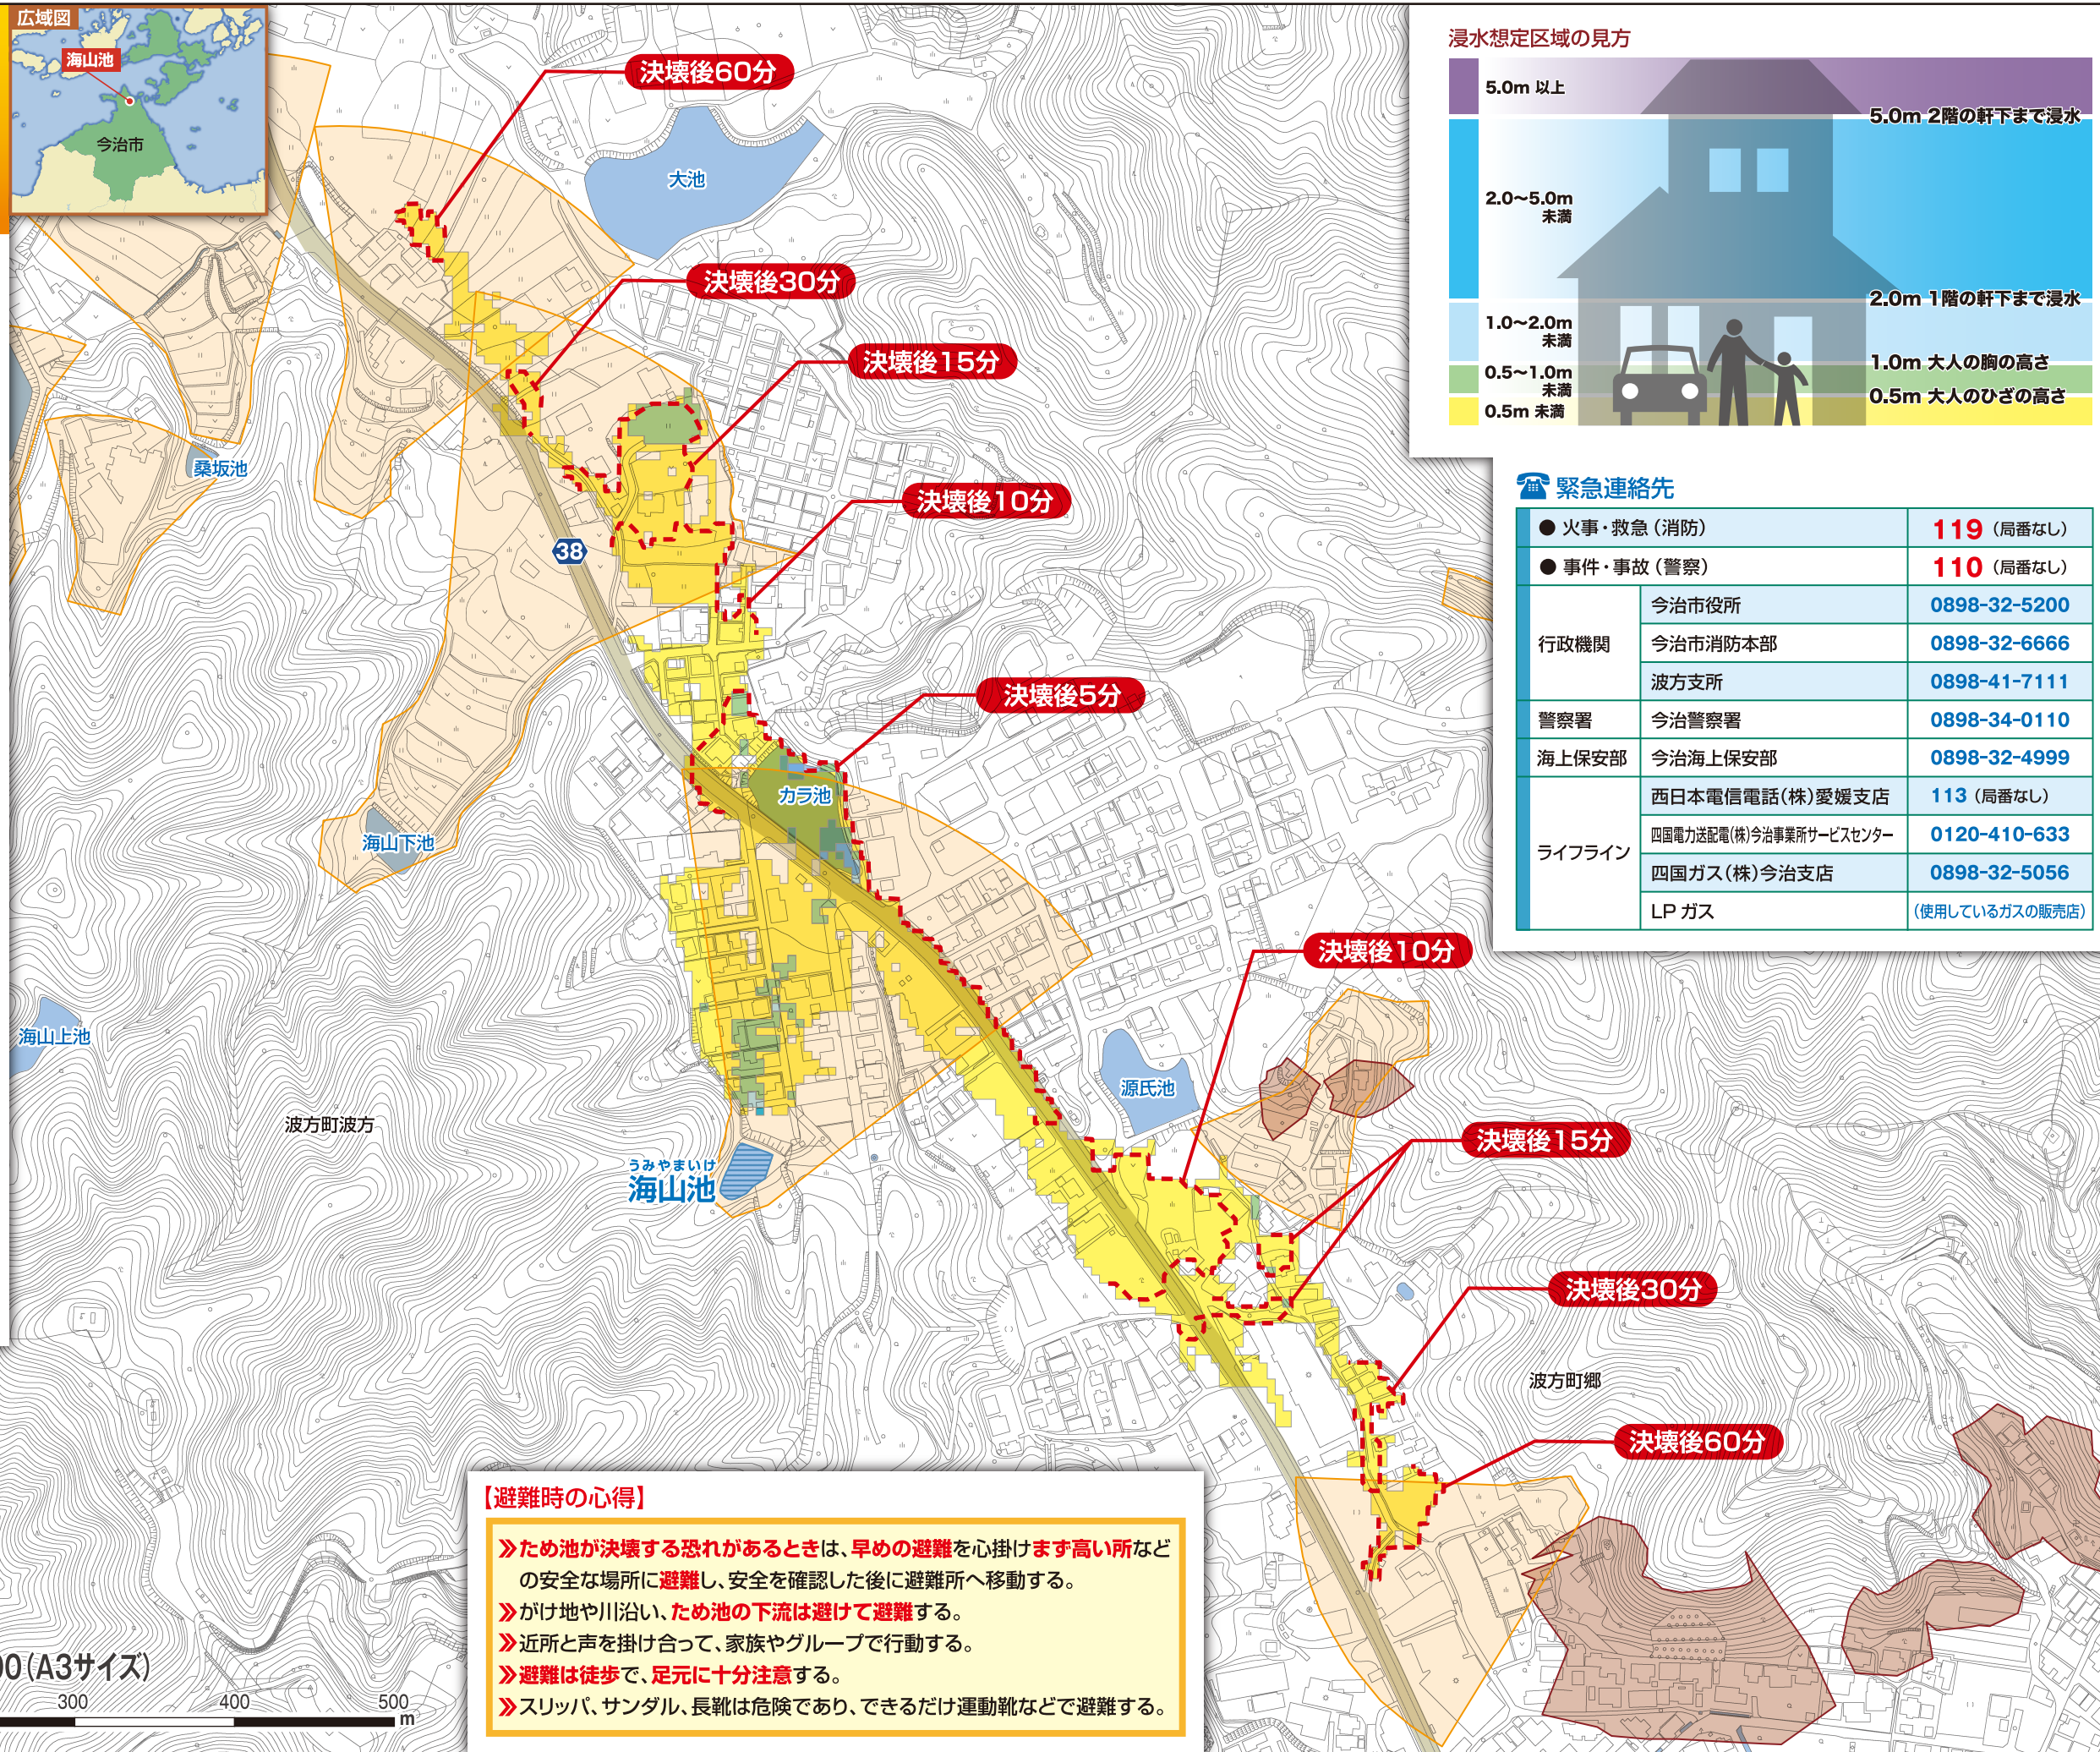 広域図
海山池
今治市
決壊後60分
大池
決壊後30分
決壊後15分
桑坂池
決壊後10分
38
決壊後5分
カラ池
海山下池
決壊後10分
海山上池
源氏池
波方町波方
決壊後15分
うみやまいけ
海山池
決壊後30分
波方町郷
決壊後60分
浸水想定区域の見方
5.0m 以上
5.0m 2階の軒下まで浸水
2.0〜5.0m
未満
2.0m 1階の軒下まで浸水
1.0〜2.0m
未満
1.0m 大人の胸の高さ
0.5〜1.0m
未満
0.5m 大人のひざの高さ
0.5m 未満
緊急連絡先
● 火事・救急（消防） 119（局番なし）
● 事件・事故（警察） 110（局番なし）
行政機関
今治市役所 0898-32-5200
今治市消防本部 0898-32-6666
波方支所 0898-41-7111
警察署 今治警察署 0898-34-0110
海上保安部 今治海上保安部 0898-32-4999
ライフライン
西日本電信電話(株)愛媛支店 113（局番なし）
四国電力送配電(株)今治事業所サービスセンター 0120-410-633
四国ガス(株)今治支店 0898-32-5056
LP ガス （使用しているガスの販売店）
【避難時の心得】
≫ため池が決壊する恐れがあるときは、早めの避難を心掛けまず高い所など
の安全な場所に避難し、安全を確認した後に避難所へ移動する。
≫がけ地や川沿い、ため池の下流は避けて避難する。
≫近所と声を掛け合って、家族やグループで行動する。
≫避難は徒歩で、足元に十分注意する。
≫スリッパ、サンダル、長靴は危険であり、できるだけ運動靴などで避難する。
00（A3サイズ）
300 400 500
m